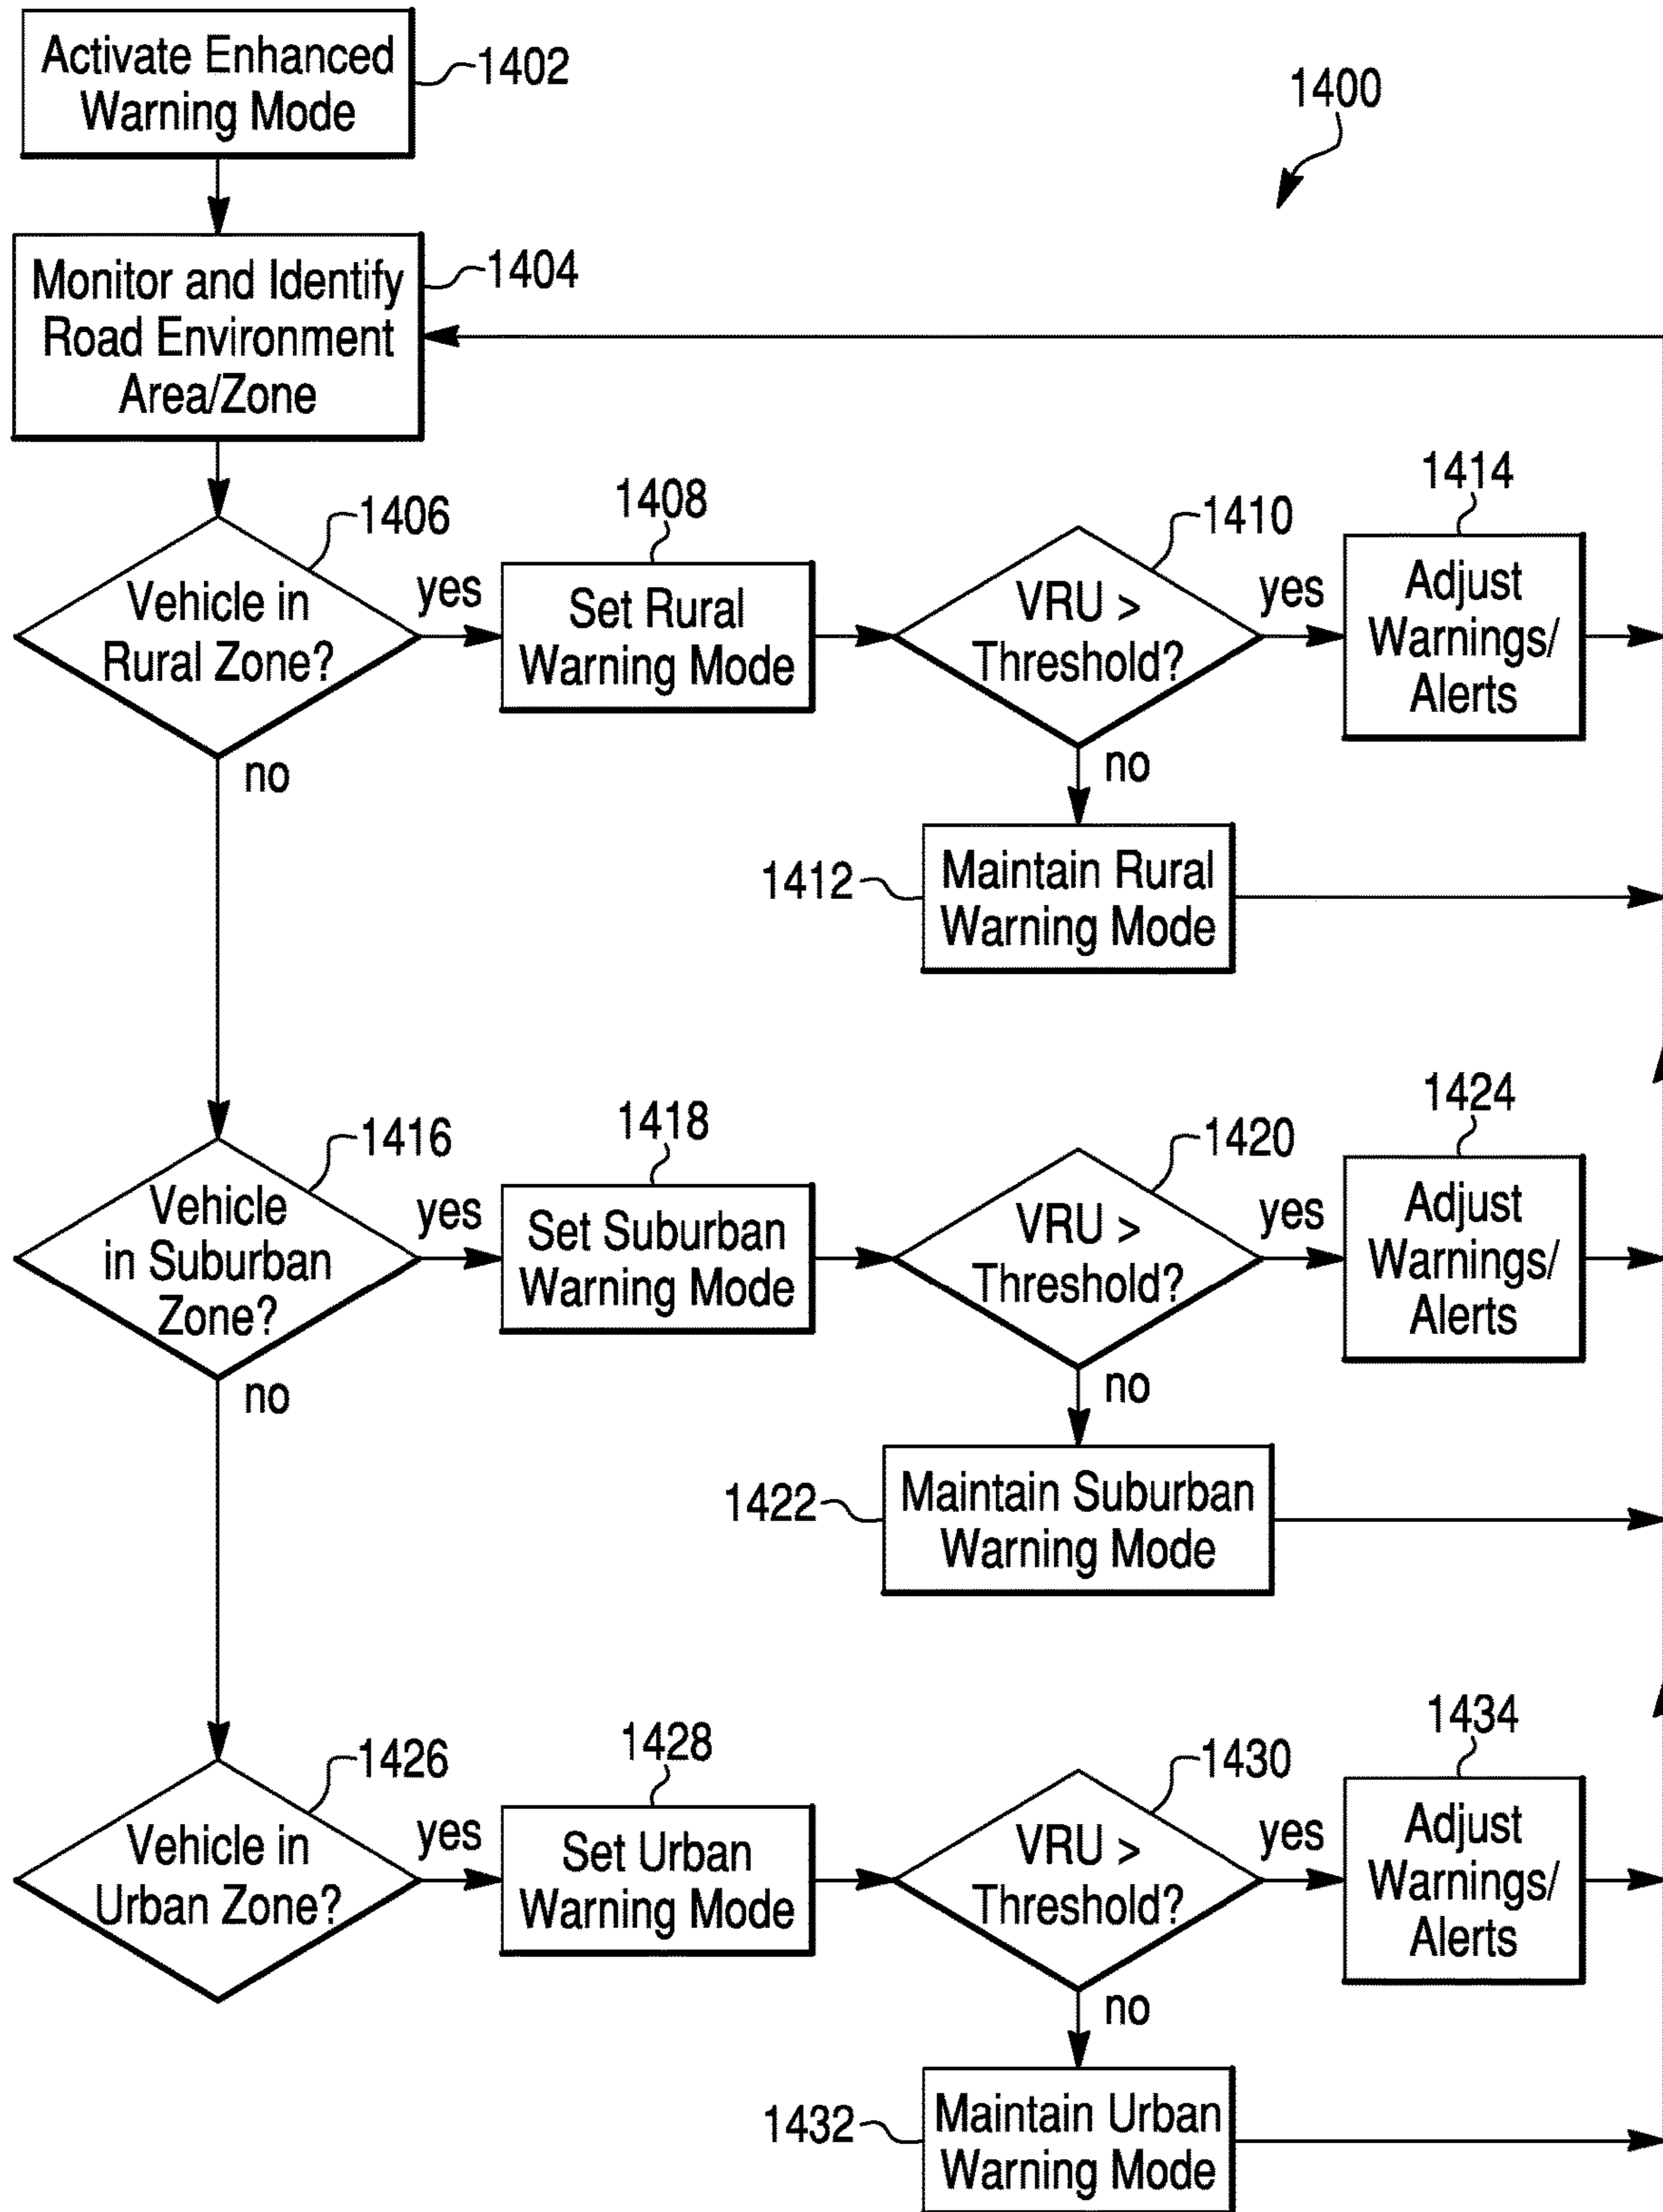 Activate Enhanced
Warning Mode
1402
1400
Monitor and Identify
Road Environment
Area/Zone
1404
Vehicle in
Rural Zone?
1406
yes
no
Set Rural
Warning Mode
1408
VRU >
Threshold?
1410
yes
no
Adjust
Warnings/
Alerts
1414
Maintain Rural
Warning Mode
1412
Vehicle
in Suburban
Zone?
1416
yes
no
Set Suburban
Warning Mode
1418
VRU >
Threshold?
1420
yes
no
Adjust
Warnings/
Alerts
1424
Maintain Suburban
Warning Mode
1422
Vehicle in
Urban Zone?
1426
yes
Set Urban
Warning Mode
1428
VRU >
Threshold?
1430
yes
no
Adjust
Warnings/
Alerts
1434
Maintain Urban
Warning Mode
1432